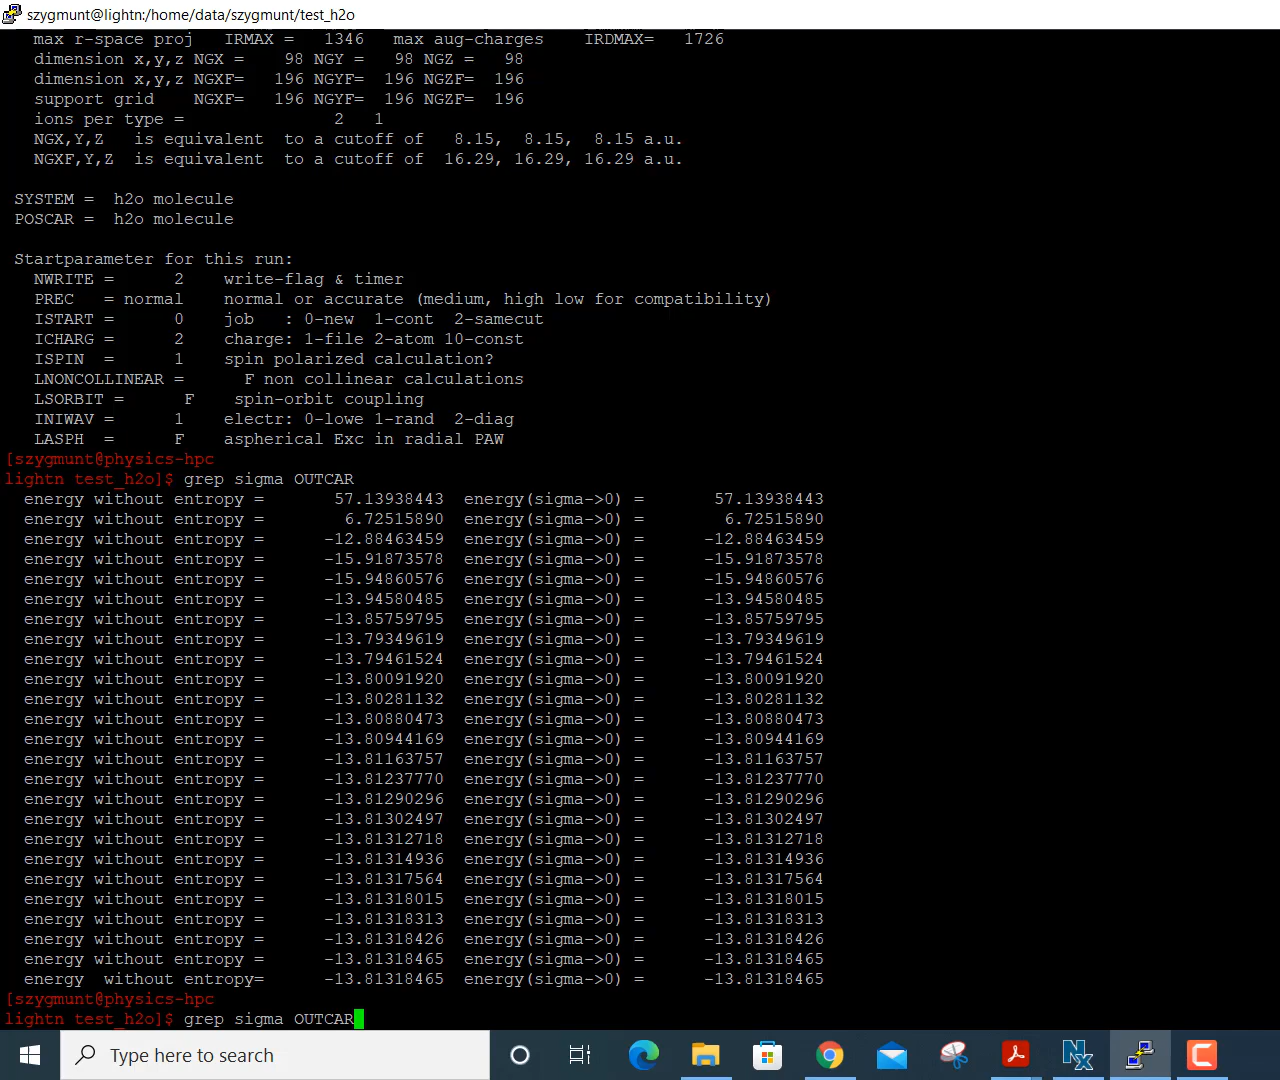 szygmunt@lightn:/home/data/szygmunt/test_h2o
max r-space proj   IRMAX =   1346   max aug-charges    IRDMAX=   1726
dimension x,y,z NGX =    98 NGY =   98 NGZ =   98
dimension x,y,z NGXF=   196 NGYF=  196 NGZF=  196
support grid    NGXF=   196 NGYF=  196 NGZF=  196
ions per type =               2   1
NGX,Y,Z   is equivalent  to a cutoff of   8.15,  8.15,  8.15 a.u.
NGXF,Y,Z  is equivalent  to a cutoff of  16.29, 16.29, 16.29 a.u.
SYSTEM =  h2o molecule
POSCAR =  h2o molecule
Startparameter for this run:
NWRITE =      2    write-flag & timer
PREC   = normal    normal or accurate (medium, high low for compatibility)
ISTART =      0    job   : 0-new  1-cont  2-samecut
ICHARG =      2    charge: 1-file 2-atom 10-const
ISPIN  =      1    spin polarized calculation?
LNONCOLLINEAR =      F non collinear calculations
LSORBIT =      F    spin-orbit coupling
INIWAV =      1    electr: 0-lowe 1-rand  2-diag
LASPH  =      F    aspherical Exc in radial PAW
[szygmunt@physics-hpc
lightn test_h2o]$ grep sigma OUTCAR
energy without entropy =       57.13938443  energy(sigma->0) =       57.13938443
energy without entropy =        6.72515890  energy(sigma->0) =        6.72515890
energy without entropy =      -12.88463459  energy(sigma->0) =      -12.88463459
energy without entropy =      -15.91873578  energy(sigma->0) =      -15.91873578
energy without entropy =      -15.94860576  energy(sigma->0) =      -15.94860576
energy without entropy =      -13.94580485  energy(sigma->0) =      -13.94580485
energy without entropy =      -13.85759795  energy(sigma->0) =      -13.85759795
energy without entropy =      -13.79349619  energy(sigma->0) =      -13.79349619
energy without entropy =      -13.79461524  energy(sigma->0) =      -13.79461524
energy without entropy =      -13.80091920  energy(sigma->0) =      -13.80091920
energy without entropy =      -13.80281132  energy(sigma->0) =      -13.80281132
energy without entropy =      -13.80880473  energy(sigma->0) =      -13.80880473
energy without entropy =      -13.80944169  energy(sigma->0) =      -13.80944169
energy without entropy =      -13.81163757  energy(sigma->0) =      -13.81163757
energy without entropy =      -13.81237770  energy(sigma->0) =      -13.81237770
energy without entropy =      -13.81290296  energy(sigma->0) =      -13.81290296
energy without entropy =      -13.81302497  energy(sigma->0) =      -13.81302497
energy without entropy =      -13.81312718  energy(sigma->0) =      -13.81312718
energy without entropy =      -13.81314936  energy(sigma->0) =      -13.81314936
energy without entropy =      -13.81317564  energy(sigma->0) =      -13.81317564
energy without entropy =      -13.81318015  energy(sigma->0) =      -13.81318015
energy without entropy =      -13.81318313  energy(sigma->0) =      -13.81318313
energy without entropy =      -13.81318426  energy(sigma->0) =      -13.81318426
energy without entropy =      -13.81318465  energy(sigma->0) =      -13.81318465
energy  without entropy=      -13.81318465  energy(sigma->0) =      -13.81318465
[szygmunt@physics-hpc
lightn test_h2o]$ grep sigma OUTCAR
Type here to search